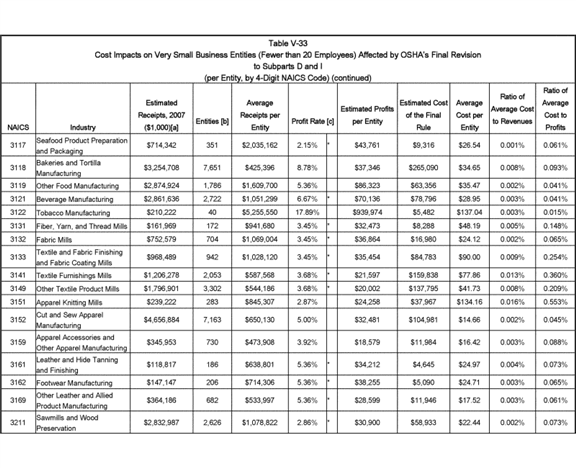 Table V-33
Cost Impacts on Very Small Business Entities (Fewer than 20 Employees) Affected by OSHA's Final Revision
to Subparts D and I
(per Entity, by 4-Digit NAICS Code) (continued)
NAICS Industry Estimated Receipts, 2007 ($1,000)[a] Entities [b] Average Receipts per Entity Profit Rate [c] Estimated Profits per Entity Estimated Cost of the Final Rule Average Cost per Entity Ratio of Average Cost to Revenues Ratio of Average Cost to Profits
3117 Seafood Product Preparation and Packaging $714,342 351 $2,035,162 2.15% * $43,761 $9,316 $26.54 0.001% 0.061%
3118 Bakeries and Tortilla Manufacturing $3,254,708 7,651 $425,396 8.78% * $37,346 $265,090 $34.65 0.008% 0.093%
3119 Other Food Manufacturing $2,874,924 1,786 $1,609,700 5.36% * $86,323 $63,356 $35.47 0.002% 0.041%
3121 Beverage Manufacturing $2,861,636 2,722 $1,051,299 6.67% * $70,136 $78,796 $28.95 0.003% 0.041%
3122 Tobacco Manufacturing $210,222 40 $5,255,550 17.89% * $939,974 $5,482 $137.04 0.003% 0.015%
3131 Fiber, Yarn, and Thread Mills $161,969 172 $941,680 3.45% * $32,473 $8,288 $48.19 0.005% 0.148%
3132 Fabric Mills $752,579 704 $1,069,004 3.45% * $36,864 $16,980 $24.12 0.002% 0.065%
3133 Textile and Fabric Finishing and Fabric Coating Mills $968,489 942 $1,028,120 3.45% * $35,454 $84,783 $90.00 0.009% 0.254%
3141 Textile Furnishings Mills $1,206,278 2,053 $587,568 3.68% * $21,597 $159,838 $77.86 0.013% 0.360%
3149 Other Textile Product Mills $1,796,901 3,302 $544,186 3.68% * $20,002 $137,795 $41.73 0.008% 0.209%
3151 Apparel Knitting Mills $239,222 283 $845,307 2.87% * $24,258 $37,967 $134.16 0.016% 0.553%
3152 Cut and Sew Apparel Manufacturing $4,656,884 7,163 $650,130 5.00% $32,481 $104,981 $14.66 0.002% 0.045%
3159 Apparel Accessories and Other Apparel Manufacturing $345,953 730 $473,908 3.92% $18,579 $11,984 $16.42 0.003% 0.088%
3161 Leather and Hide Tanning and Finishing $118,817 186 $638,801 5.36% * $34,212 $4,645 $24.97 0.004% 0.073%
3162 Footwear Manufacturing $147,147 206 $714,306 5.36% * $38,255 $5,090 $24.71 0.003% 0.065%
3169 Other Leather and Allied Product Manufacturing $364,186 682 $533,997 5.36% * $28,599 $11,946 $17.52 0.003% 0.061%
3211 Sawmills and Wood Preservation $2,832,987 2,626 $1,078,822 2.86% * $30,900 $58,933 $22.44 0.002% 0.073%